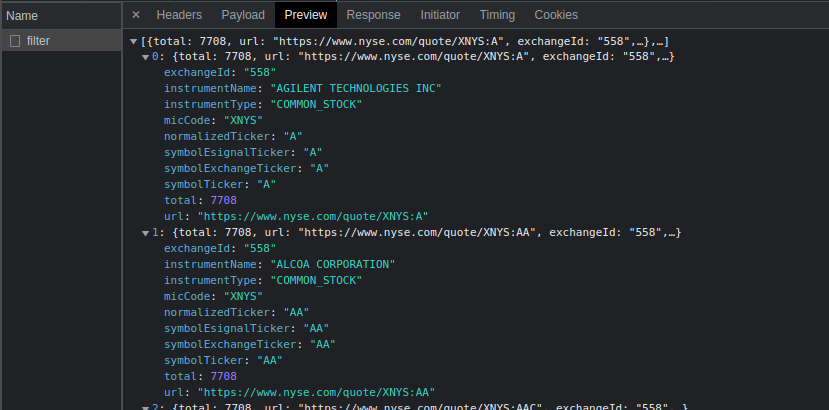 Name
× Headers Payload Preview Response Initiator Timing Cookies
filter
▼[{total: 7708, url: "https://www.nyse.com/quote/XNYS:A", exchangeId: "558",…},…]
▼0: {total: 7708, url: "https://www.nyse.com/quote/XNYS:A", exchangeId: "558",…}
exchangeId: "558"
instrumentName: "AGILENT TECHNOLOGIES INC"
instrumentType: "COMMON_STOCK"
micCode: "XNYS"
normalizedTicker: "A"
symbolEsignalTicker: "A"
symbolExchangeTicker: "A"
symbolTicker: "A"
total: 7708
url: "https://www.nyse.com/quote/XNYS:A"
▼1: {total: 7708, url: "https://www.nyse.com/quote/XNYS:AA", exchangeId: "558",…}
exchangeId: "558"
instrumentName: "ALCOA CORPORATION"
instrumentType: "COMMON_STOCK"
micCode: "XNYS"
normalizedTicker: "AA"
symbolEsignalTicker: "AA"
symbolExchangeTicker: "AA"
symbolTicker: "AA"
total: 7708
url: "https://www.nyse.com/quote/XNYS:AA"
▼2: {total: 7708, url: "https://www.nyse.com/quote/XNYS:AAC", exchangeId: "558",…}